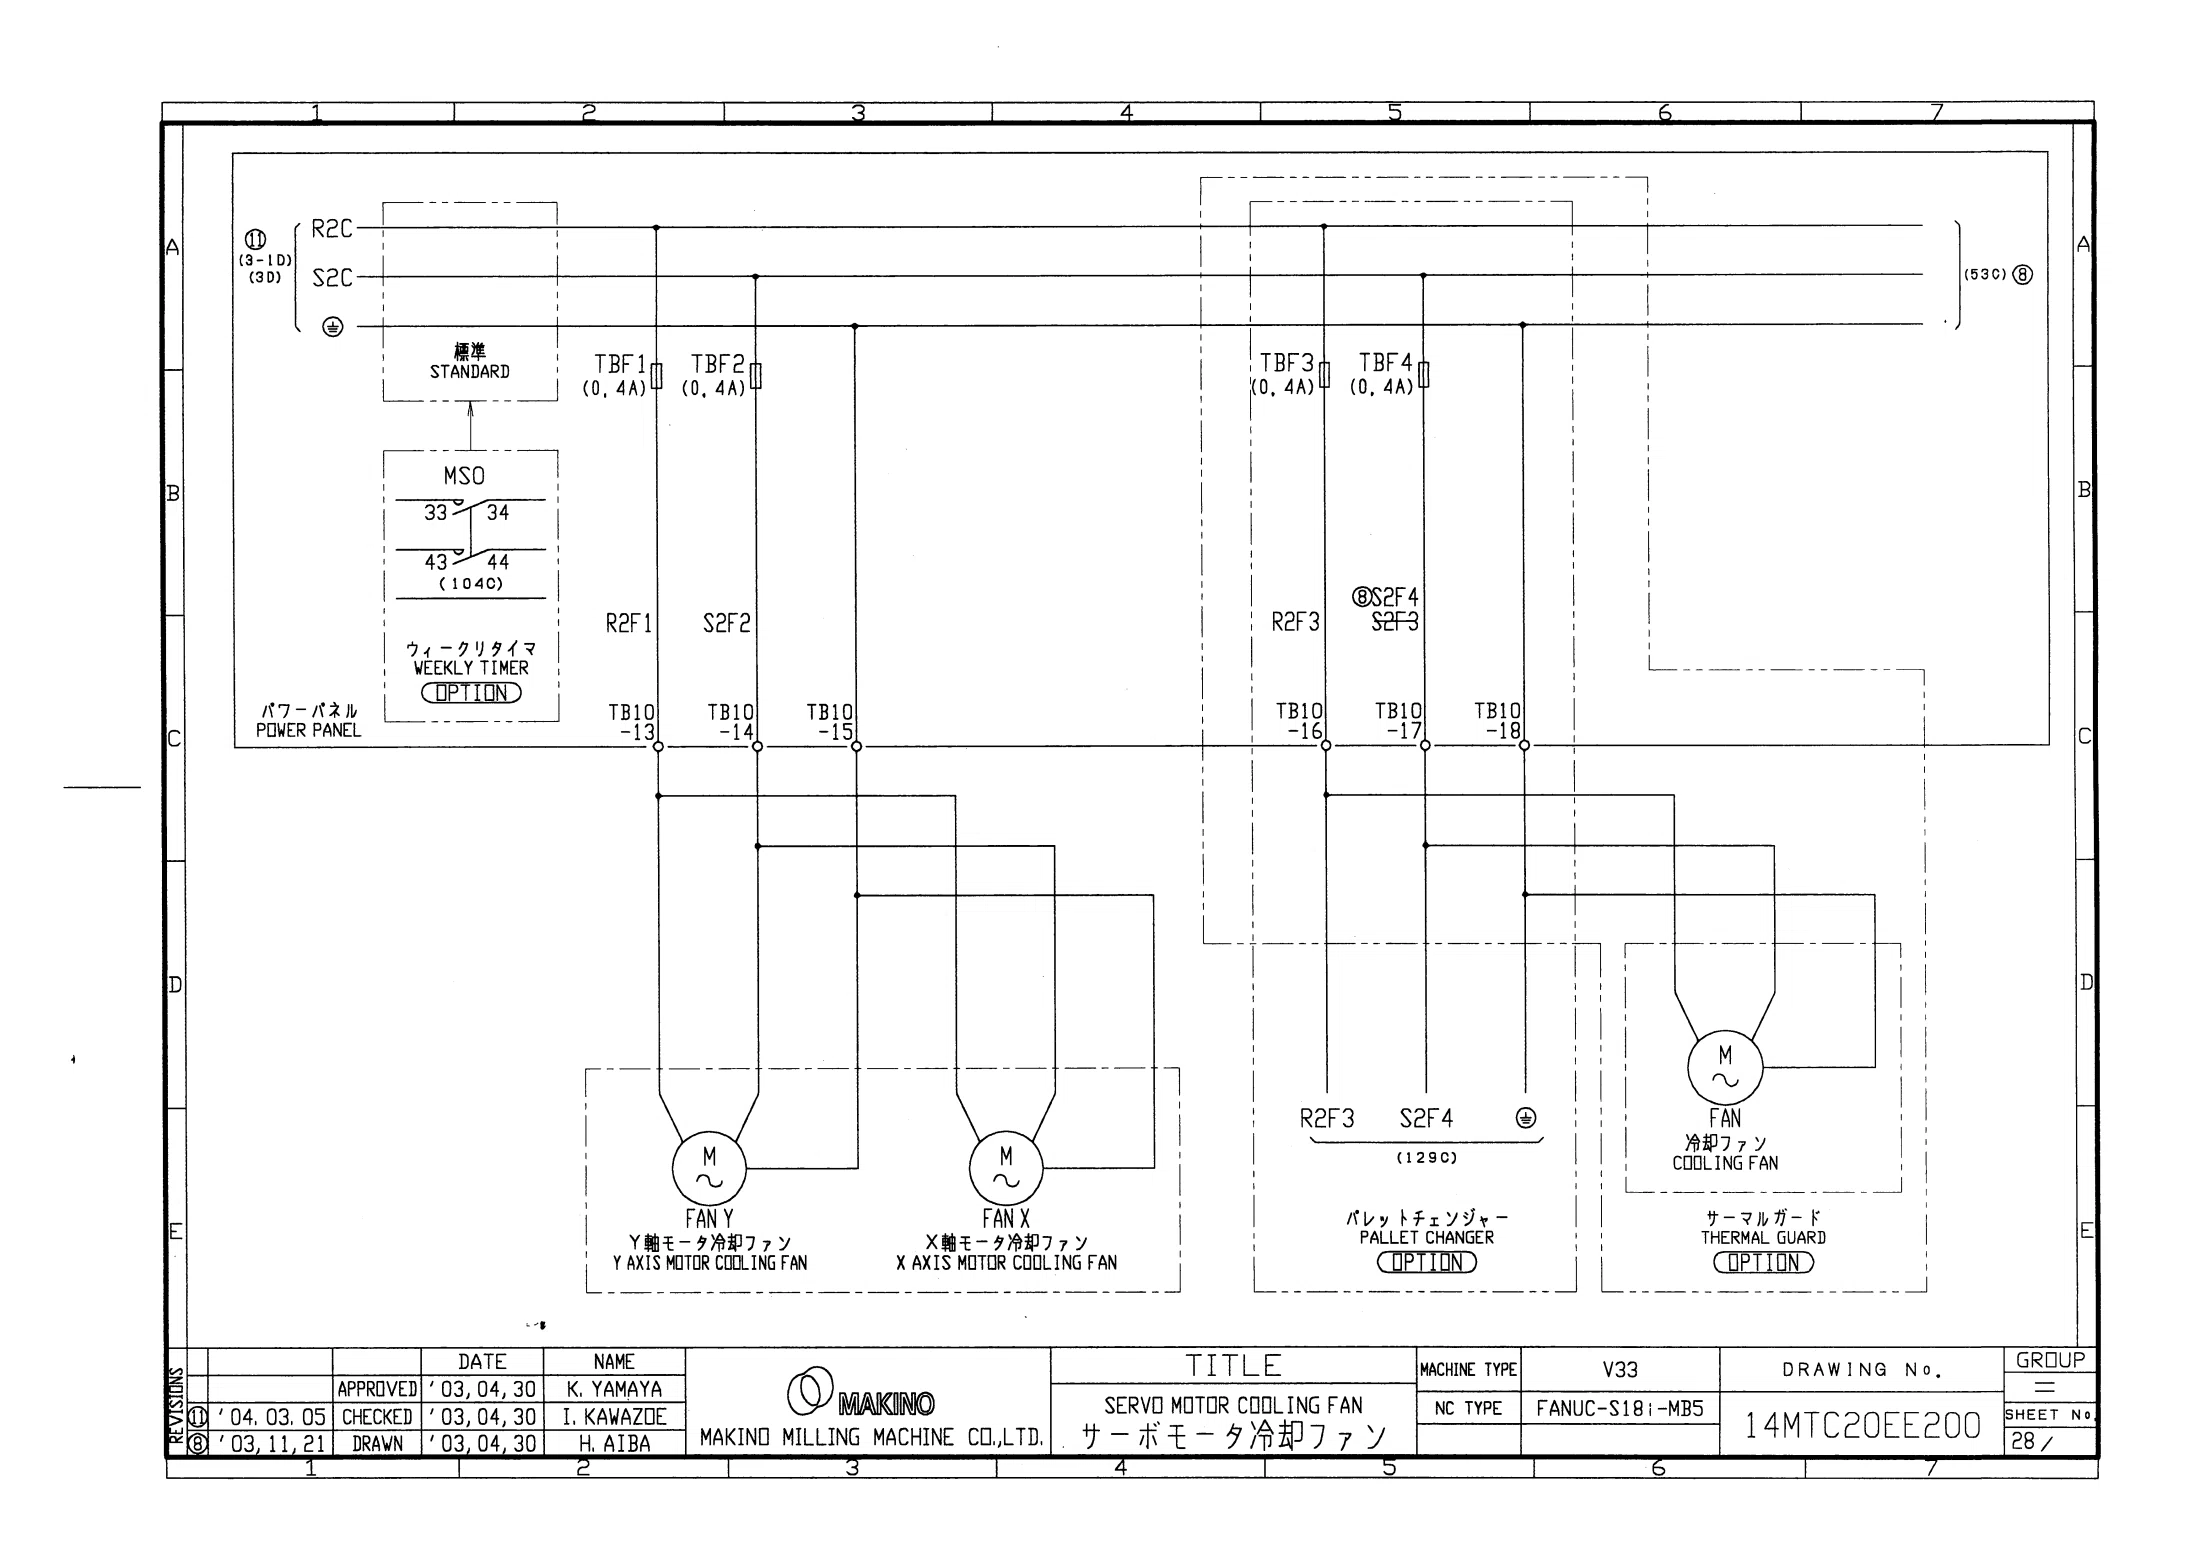 1 2 3 4 5 6 7
A A
B B
C C
D D
E E
⑪
(3-1D)
(3D)
R2C
S2C
(53C) ⑧
標準
STANDARD
MS0
33 34
43 44
(104C)
ウィークリタイマ
WEEKLY TIMER
OPTION
パワーパネル
POWER PANEL
TBF1
(0, 4A)
TBF2
(0, 4A)
TBF3
(0, 4A)
TBF4
(0, 4A)
R2F1
S2F2
R2F3
⑧S2F4
S2F3
TB10
-13
TB10
-14
TB10
-15
TB10
-16
TB10
-17
TB10
-18
M
FAN Y
Y軸モータ冷却ファン
Y AXIS MOTOR COOLING FAN
M
FAN X
X軸モータ冷却ファン
X AXIS MOTOR COOLING FAN
R2F3 S2F4
(129C)
パレットチェンジャー
PALLET CHANGER
OPTION
M
FAN
冷却ファン
COOLING FAN
サーマルガード
THERMAL GUARD
OPTION
REVISIONS
DATE NAME
APPROVED '03,04,30 K. YAMAYA
⑪ '04.03.05 CHECKED '03,04,30 I. KAWAZOE
⑧ '03,11,21 DRAWN '03,04,30 H. AIBA
MAKINO
MAKINO MILLING MACHINE CO.,LTD.
TITLE
SERVO MOTOR COOLING FAN
サーボモータ冷却ファン
MACHINE TYPE V33
NC TYPE FANUC-S18i-MB5
DRAWING No.
14MTC20EE200
GROUP
=
SHEET No.
28/
1 2 3 4 5 6 7